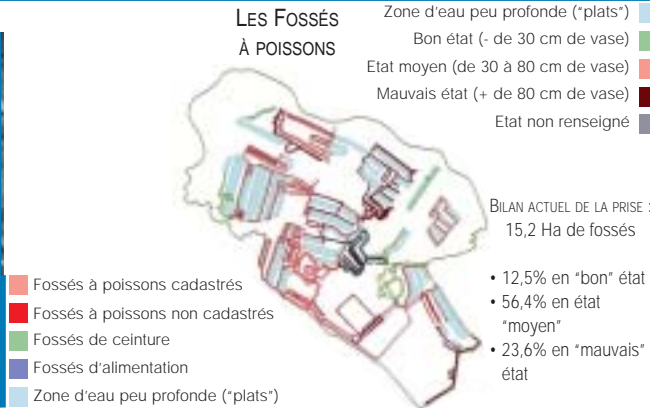 LES FOSSÉS
À POISSONS
Zone d'eau peu profonde ("plats")
Bon état (- de 30 cm de vase)
Etat moyen (de 30 à 80 cm de vase)
Mauvais état (+ de 80 cm de vase)
Etat non renseigné
BILAN ACTUEL DE LA PRISE :
15,2 Ha de fossés
• 12,5% en "bon" état
• 56,4% en état
"moyen"
• 23,6% en "mauvais"
état
Fossés à poissons cadastrés
Fossés à poissons non cadastrés
Fossés de ceinture
Fossés d'alimentation
Zone d'eau peu profonde ("plats")